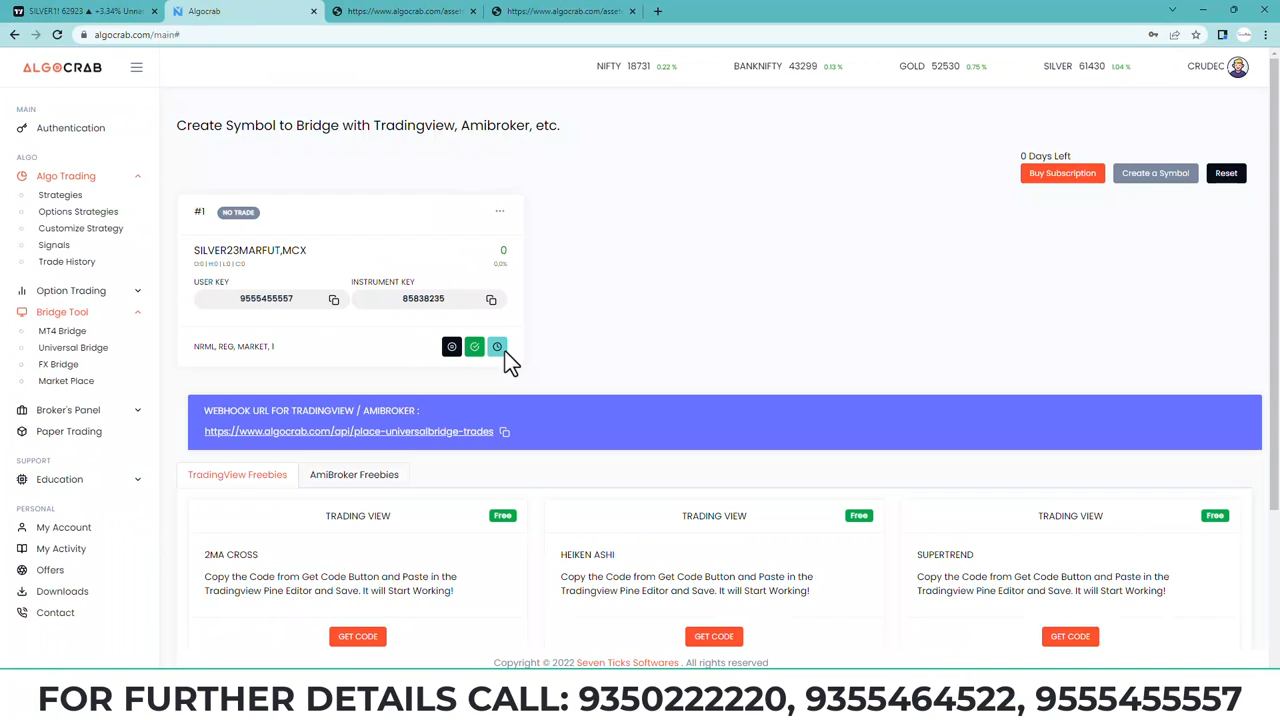 SILVER1! 62923 ▲ +3.34% Unna
Algocrab
https://www.algocrab.com/asset
https://www.algocrab.com/asset
algocrab.com/main#
ALGOCRAB
NIFTY 18731 0.22 %
BANKNIFTY 43299 0.13 %
GOLD 52530 0.75 %
SILVER 61430 1.04 %
CRUDEC
MAIN
Authentication
ALGO
Algo Trading
Strategies
Options Strategies
Customize Strategy
Signals
Trade History
Option Trading
Bridge Tool
MT4 Bridge
Universal Bridge
FX Bridge
Market Place
Broker's Panel
Paper Trading
SUPPORT
Education
PERSONAL
My Account
My Activity
Offers
Downloads
Contact
Create Symbol to Bridge with Tradingview, Amibroker, etc.
0 Days Left
Buy Subscription
Create a Symbol
Reset
#1 NO TRADE
SILVER23MARFUT,MCX 0
O:0 | H:0 | L:0 | C:0 0.0%
USER KEY INSTRUMENT KEY
9555455557 85838235
NRML, REG, MARKET, 1
WEBHOOK URL FOR TRADINGVIEW / AMIBROKER :
https://www.algocrab.com/api/place-universalbridge-trades
TradingView Freebies AmiBroker Freebies
TRADING VIEW Free
2MA CROSS
Copy the Code from Get Code Button and Paste in the
Tradingview Pine Editor and Save. It will Start Working!
GET CODE
TRADING VIEW Free
HEIKEN ASHI
Copy the Code from Get Code Button and Paste in the
Tradingview Pine Editor and Save. It will Start Working!
GET CODE
TRADING VIEW Free
SUPERTREND
Copy the Code from Get Code Button and Paste in the
Tradingview Pine Editor and Save. It will Start Working!
GET CODE
Copyright © 2022 Seven Ticks Softwares . All rights reserved
FOR FURTHER DETAILS CALL: 9350222220, 9355464522, 9555455557